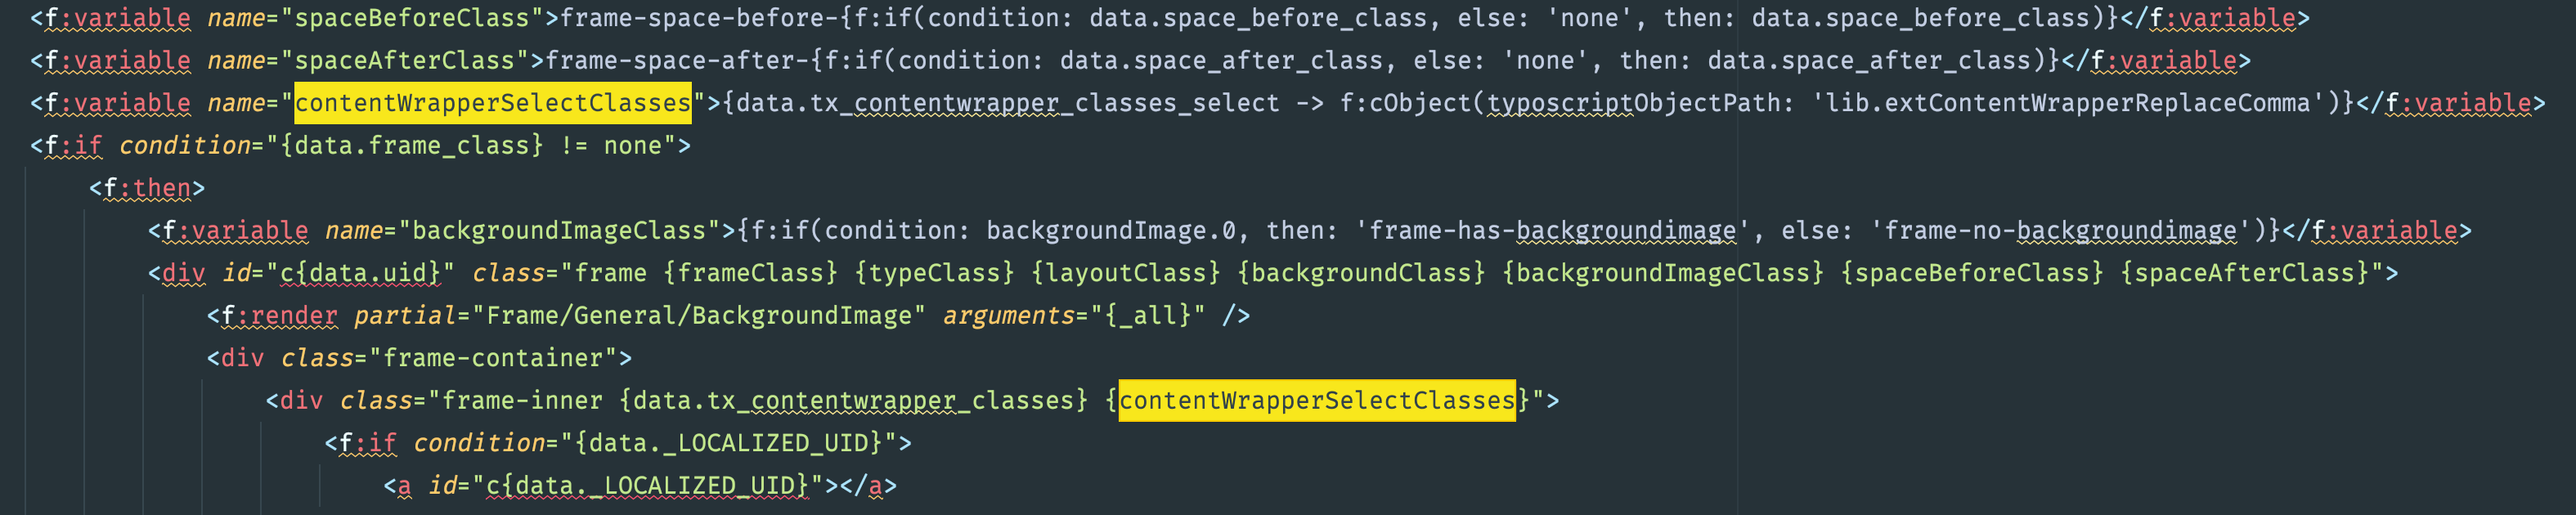 <f:variable name="spaceBeforeClass">frame-space-before-{f:if(condition: data.space_before_class, else: 'none', then: data.space_before_class)}</f:variable>
<f:variable name="spaceAfterClass">frame-space-after-{f:if(condition: data.space_after_class, else: 'none', then: data.space_after_class)}</f:variable>
<f:variable name="contentWrapperSelectClasses">{data.tx_contentwrapper_classes_select -> f:cObject(typoscriptObjectPath: 'lib.extContentWrapperReplaceComma')}</f:variable>
<f:if condition="{data.frame_class} != none">
<f:then>
<f:variable name="backgroundImageClass">{f:if(condition: backgroundImage.0, then: 'frame-has-backgroundimage', else: 'frame-no-backgroundimage')}</f:variable>
<div id="c{data.uid}" class="frame {frameClass} {typeClass} {layoutClass} {backgroundClass} {backgroundImageClass} {spaceBeforeClass} {spaceAfterClass}">
<f:render partial="Frame/General/BackgroundImage" arguments="{_all}" />
<div class="frame-container">
<div class="frame-inner {data.tx_contentwrapper_classes} {contentWrapperSelectClasses}">
<f:if condition="{data._LOCALIZED_UID}">
<a id="c{data._LOCALIZED_UID}"></a>